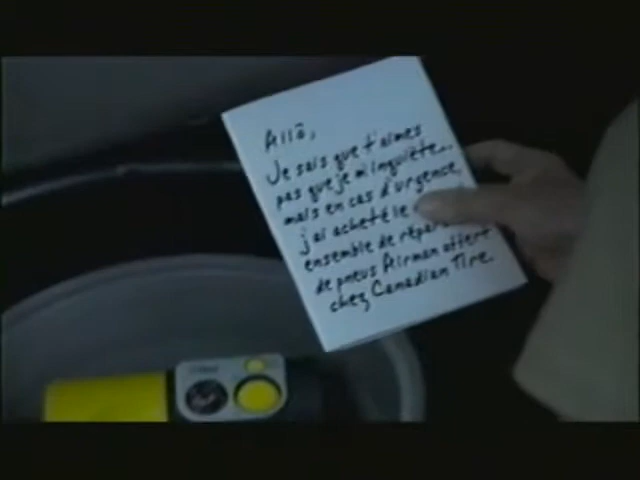 Allô,
Je sais que t'aimes
pas que je m'inquiète...
mais en cas d'urgence,
j'ai acheté le
ensemble de répara
de pneus Airman offert
chez Canadian Tire.